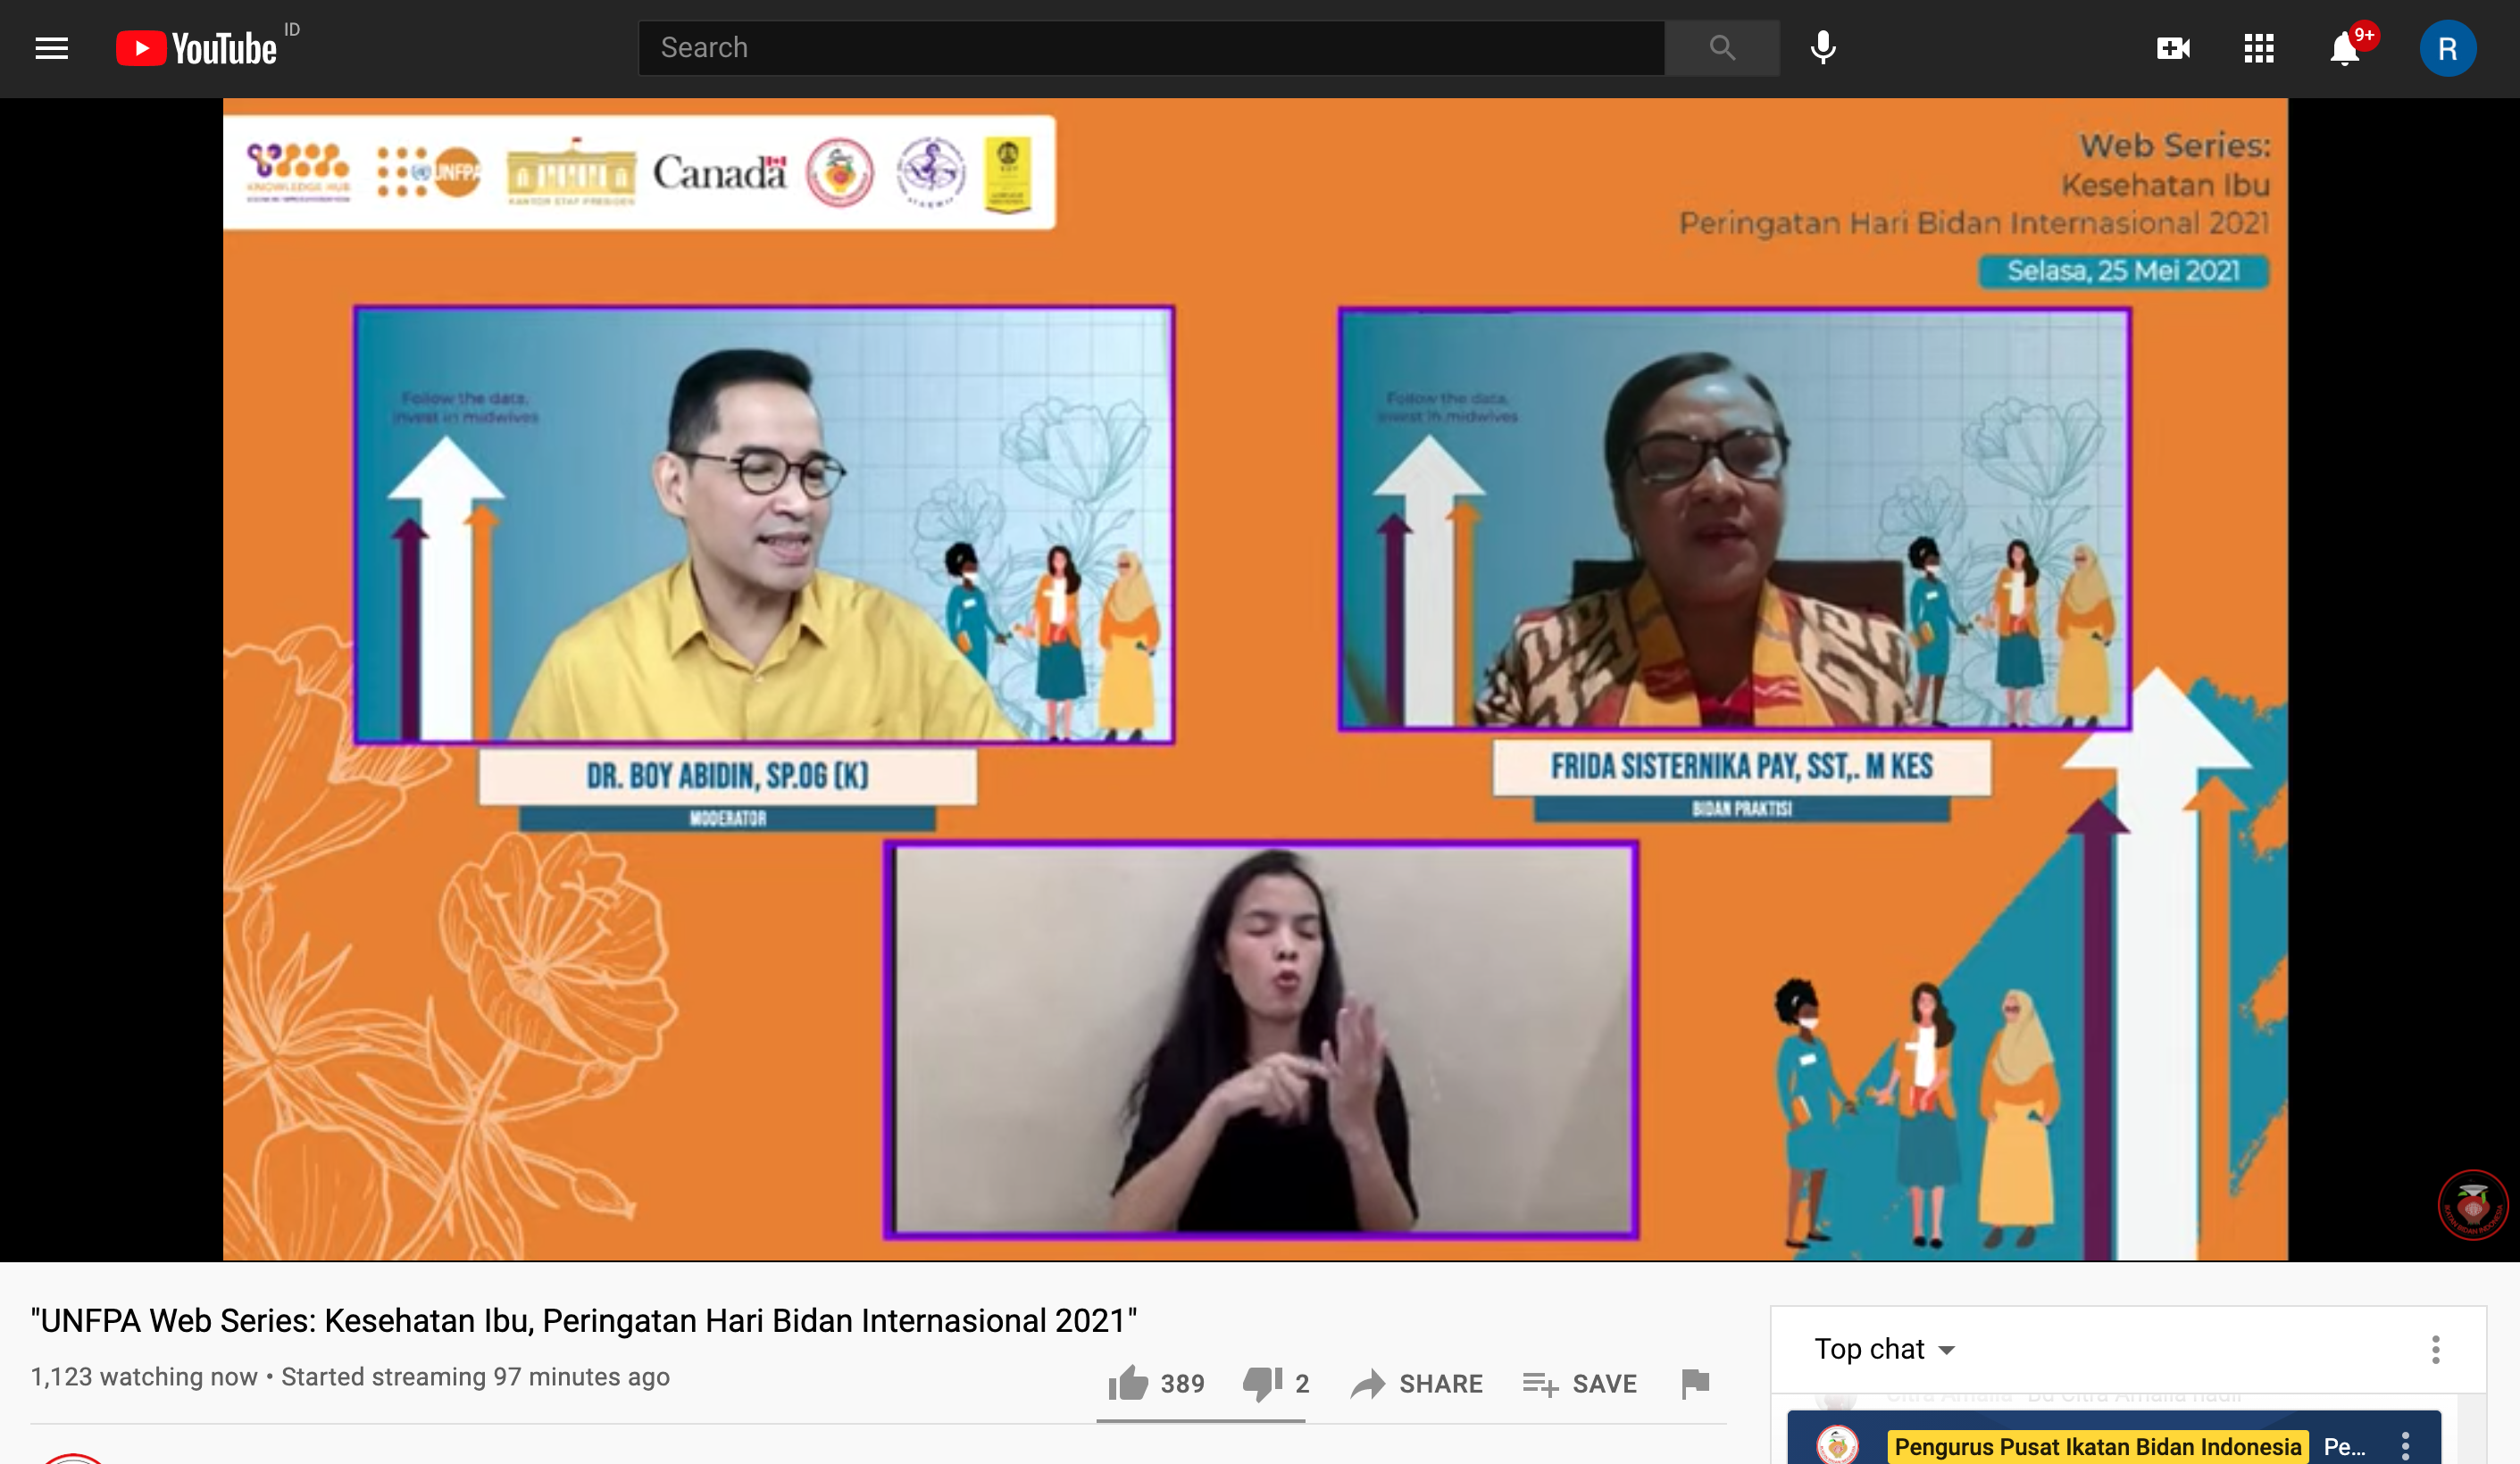 YouTube ID
Search
9+
R
KNOWLEDGE HUB
UNFPA
KANTOR STAF PRESIDEN
Canada
Web Series:
Kesehatan Ibu
Peringatan Hari Bidan Internasional 2021
Selasa, 25 Mei 2021
Follow the data,
invest in midwives
Follow the data,
invest in midwives
DR. BOY ABIDIN, SP.OG (K)
MODERATOR
FRIDA SISTERNIKA PAY, SST,. M KES
BIDAN PRAKTISI
IKATAN BIDAN INDONESIA
"UNFPA Web Series: Kesehatan Ibu, Peringatan Hari Bidan Internasional 2021"
1,123 watching now • Started streaming 97 minutes ago
389
2
SHARE
SAVE
Top chat
Pengurus Pusat Ikatan Bidan Indonesia Pe...